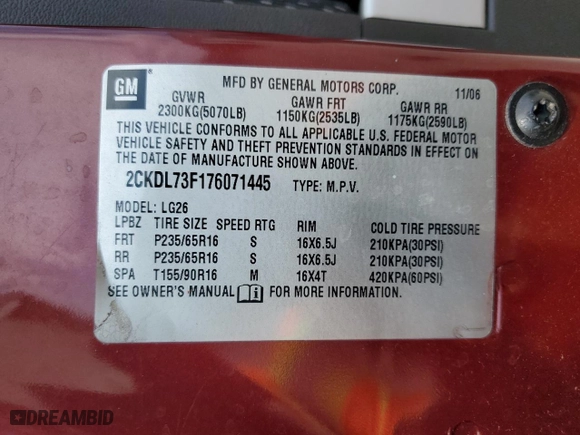 GM
MFD BY GENERAL MOTORS CORP. 11/06
GVWR GAWR FRT GAWR RR
2300KG(5070LB) 1150KG(2535LB) 1175KG(2590LB)
THIS VEHICLE CONFORMS TO ALL APPLICABLE U.S. FEDERAL MOTOR
VEHICLE SAFETY AND THEFT PREVENTION STANDARDS IN EFFECT ON
THE DATE OF MANUFACTURE SHOWN ABOVE.
2CKDL73F176071445 TYPE: M.P.V.
MODEL: LG26
LPBZ TIRE SIZE SPEED RTG RIM COLD TIRE PRESSURE
FRT P235/65R16 S 16X6.5J 210KPA(30PSI)
RR P235/65R16 S 16X6.5J 210KPA(30PSI)
SPA T155/90R16 M 16X4T 420KPA(60PSI)
SEE OWNER'S MANUAL FOR MORE INFORMATION.
DREAMBID